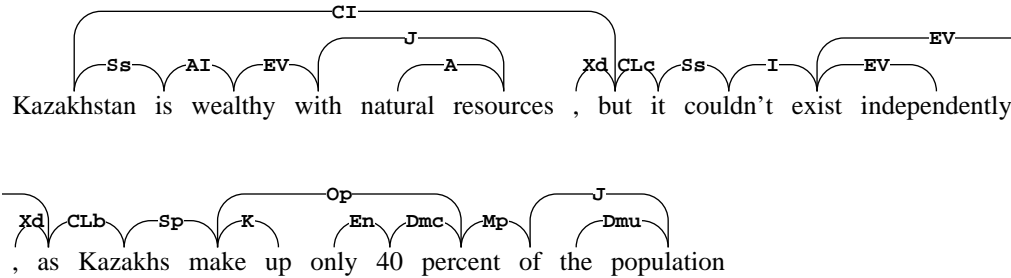 CI
J EV
Ss AI EV A Xd CLc Ss I EV
Kazakhstan is wealthy with natural resources , but it couldn't exist independently
Op J
Xd CLb Sp K En Dmc Mp Dmu
, as Kazakhs make up only 40 percent of the population